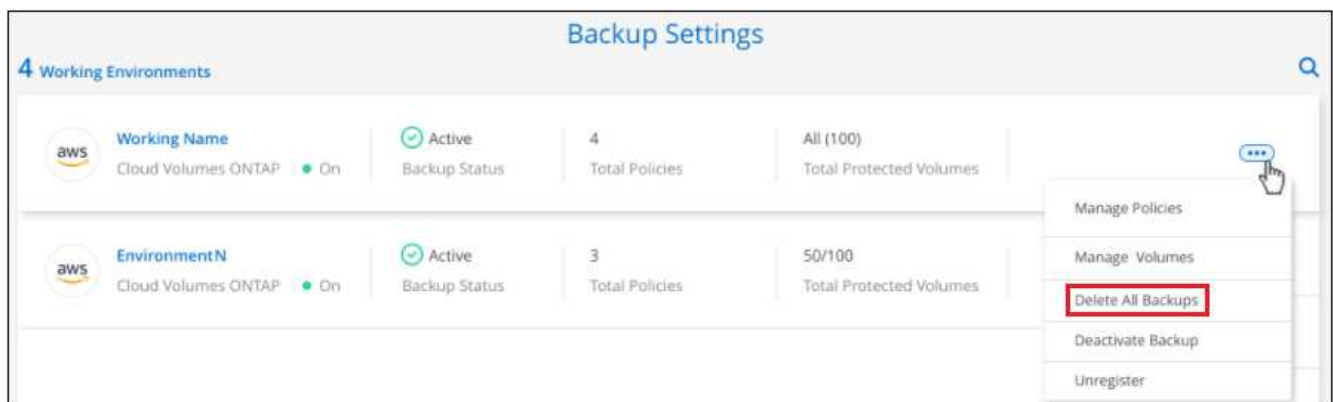 Backup Settings
4 Working Environments
aws Working Name Active 4 All (100)
Cloud Volumes ONTAP On Backup Status Total Policies Total Protected Volumes
Manage Policies
aws EnvironmentN Active 3 50/100 Manage Volumes
Cloud Volumes ONTAP On Backup Status Total Policies Total Protected Volumes
Delete All Backups
Deactivate Backup
Unregister